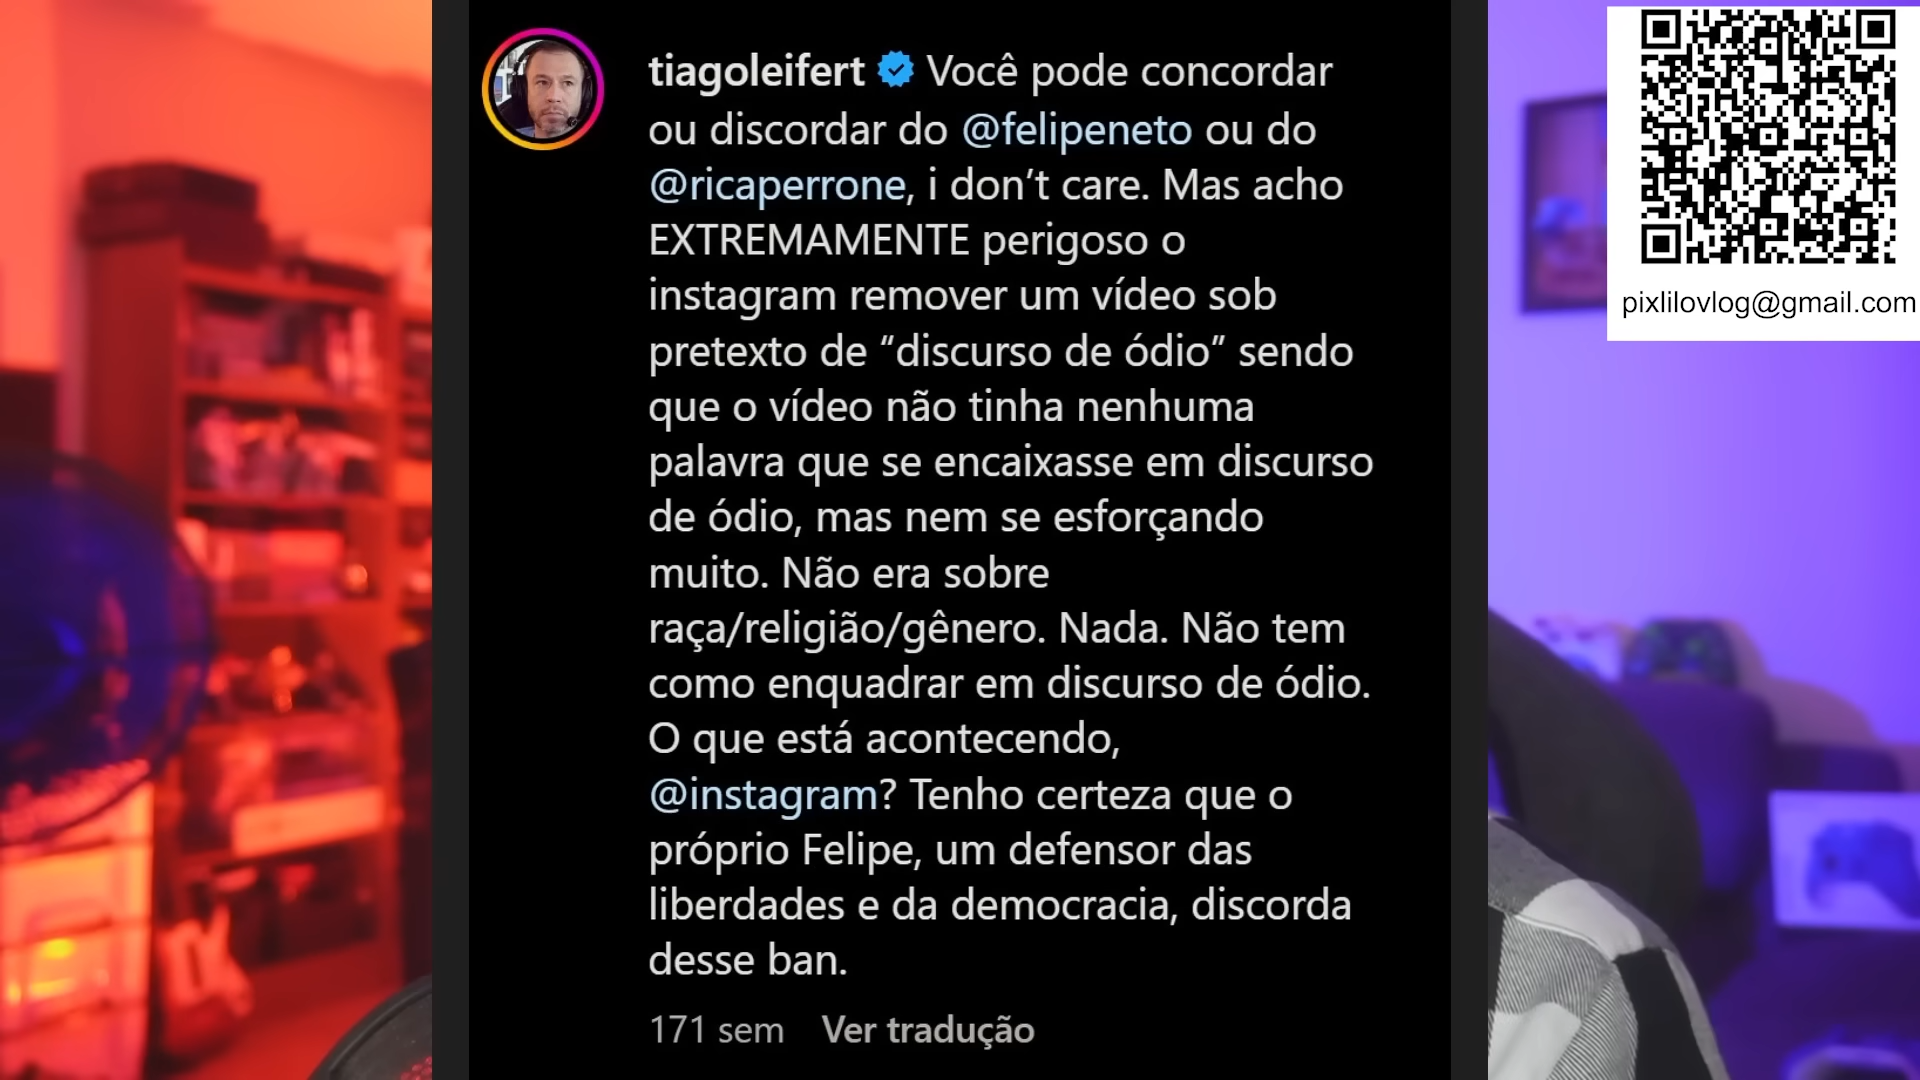 tiagoleifert Você pode concordar
ou discordar do @felipeneto ou do
@ricaperrone, i don’t care. Mas acho
EXTREMAMENTE perigoso o
instagram remover um vídeo sob
pretexto de “discurso de ódio” sendo
que o vídeo não tinha nenhuma
palavra que se encaixasse em discurso
de ódio, mas nem se esforçando
muito. Não era sobre
raça/religião/gênero. Nada. Não tem
como enquadrar em discurso de ódio.
O que está acontecendo,
@instagram? Tenho certeza que o
próprio Felipe, um defensor das
liberdades e da democracia, discorda
desse ban.
171 sem Ver tradução
pixlilovlog@gmail.com